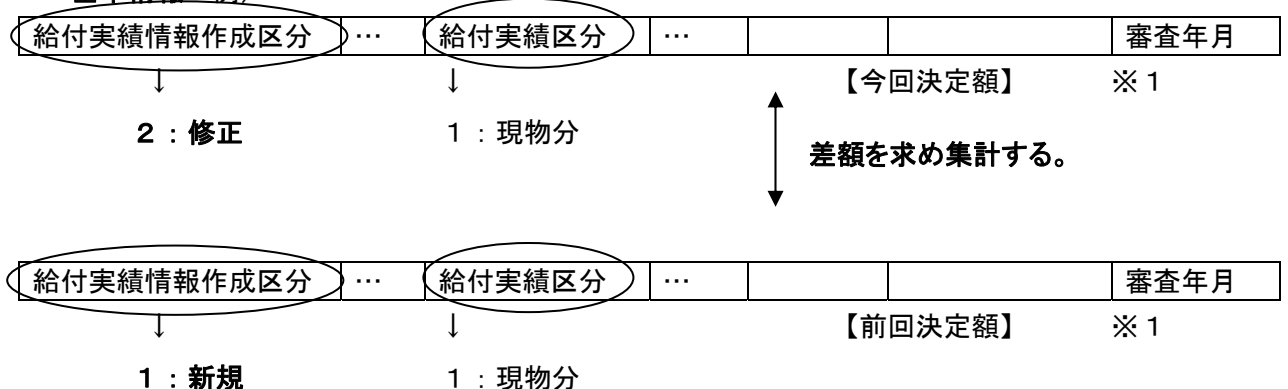 給付実績情報作成区分 … 給付実績区分 … 審査年月
↓ ↓ 【今回決定額】 ※1
2:修正 1:現物分
差額を求め集計する。
給付実績情報作成区分 … 給付実績区分 … 審査年月
↓ ↓ 【前回決定額】 ※1
1:新規 1:現物分